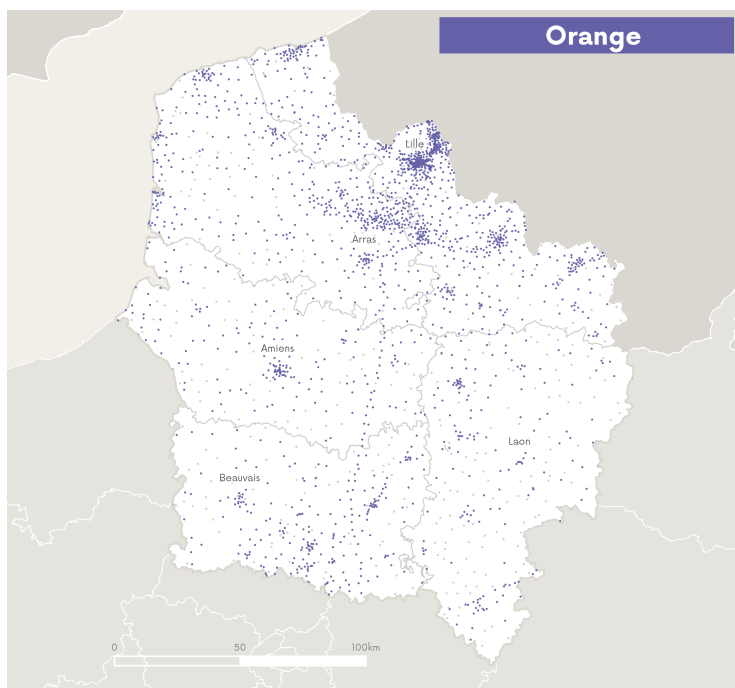 Orange
Lille
Arras
Amiens
Laon
Beauvais
0 50 100km